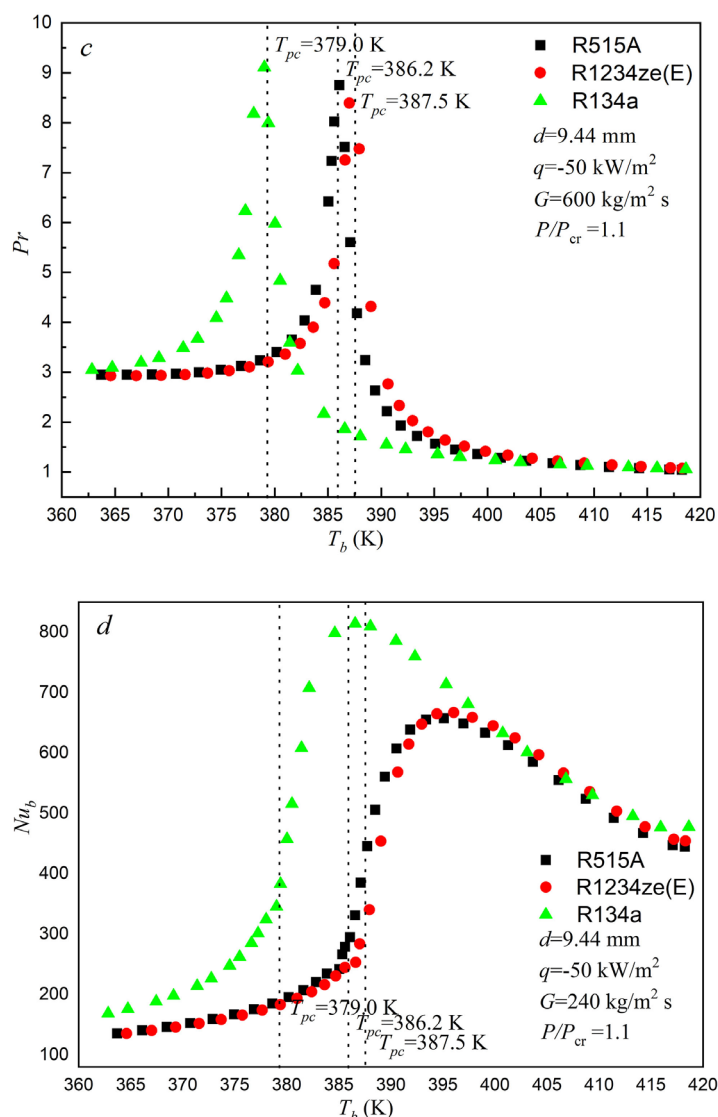 c
T_pc=379.0 K
T_pc=386.2 K
T_pc=387.5 K
R515A
R1234ze(E)
R134a
d=9.44 mm
q=-50 kW/m²
G=600 kg/m² s
P/P_cr =1.1
Pr
10
9
8
7
6
5
4
3
2
1
360 365 370 375 380 385 390 395 400 405 410 415 420
T_b (K)
d
Nu_b
800
700
600
500
400
300
200
100
R515A
R1234ze(E)
R134a
d=9.44 mm
q=-50 kW/m²
G=240 kg/m² s
P/P_cr =1.1
T_pc=379.0 K
T_pc=386.2 K
T_pc=387.5 K
360 365 370 375 380 385 390 395 400 405 410 415 420
T_b (K)